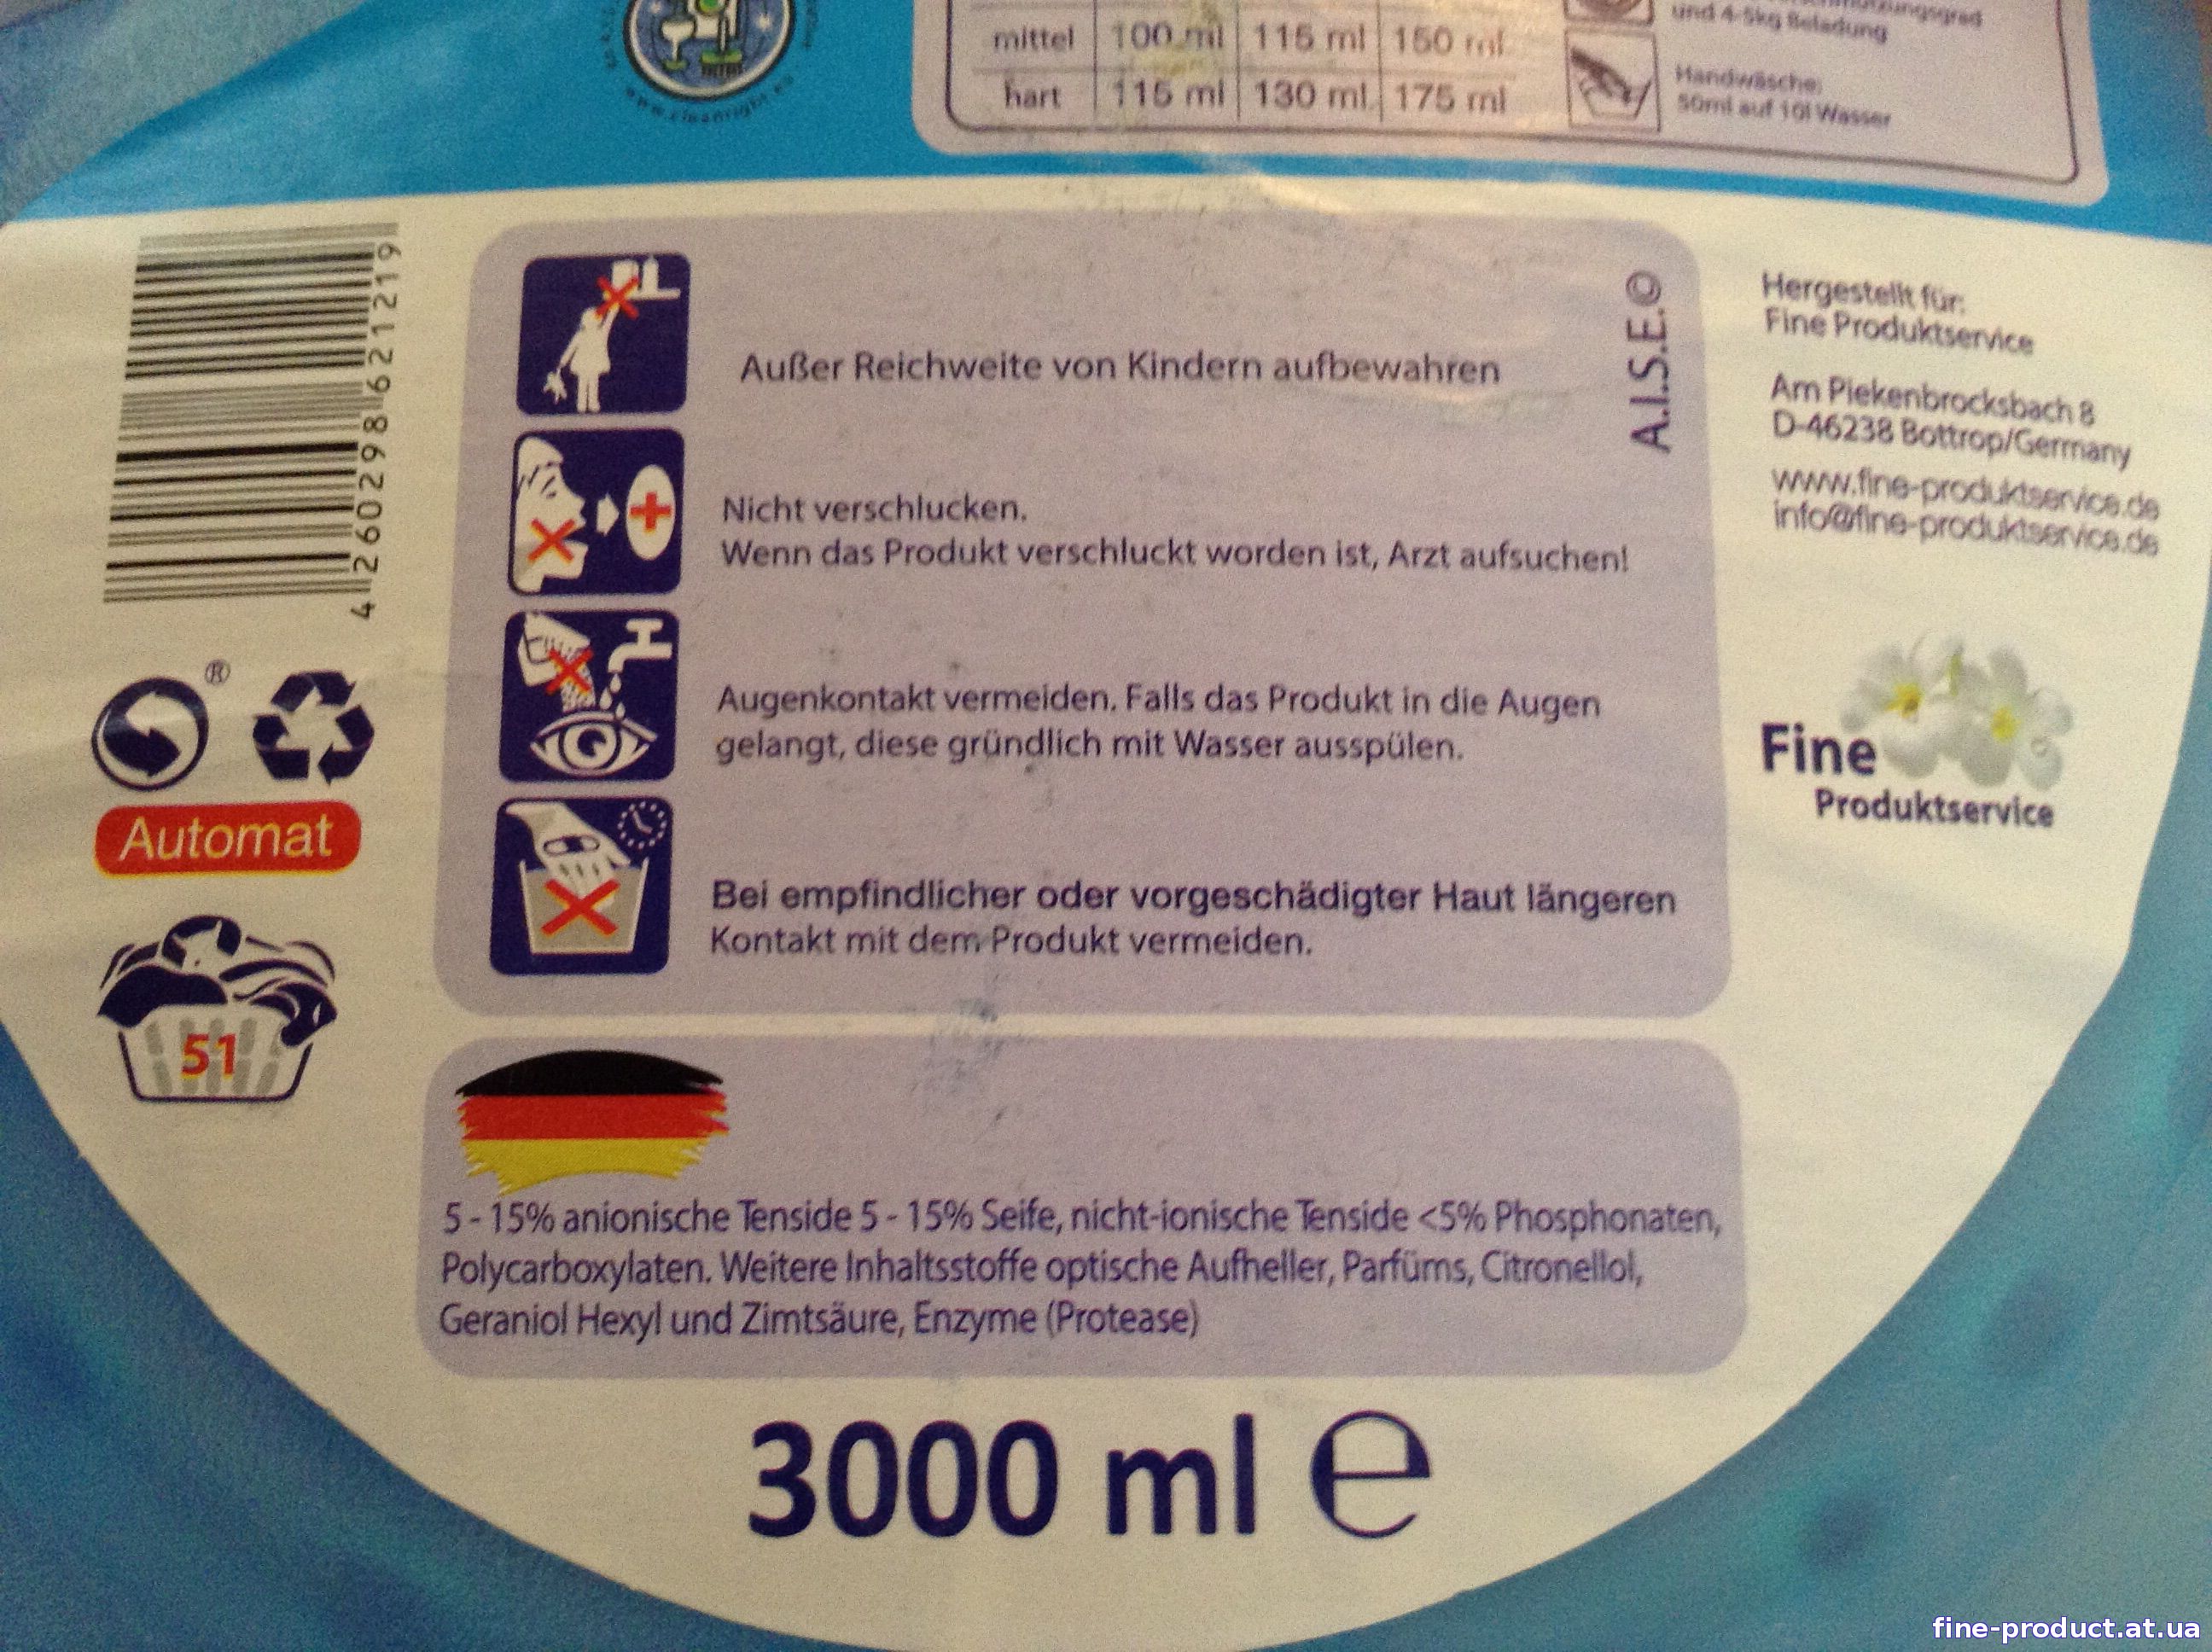 und 4-5kg Beladung
mittel 100 ml 115 ml 150 ml
hart 115 ml 130 ml 175 ml
Handwäsche:
50ml auf 10l Wasser
www.cleanright.eu
4 260298 621219
Außer Reichweite von Kindern aufbewahren
A.I.S.E.©
Nicht verschlucken.
Wenn das Produkt verschluckt worden ist, Arzt aufsuchen!
Augenkontakt vermeiden. Falls das Produkt in die Augen
gelangt, diese gründlich mit Wasser ausspülen.
Bei empfindlicher oder vorgeschädigter Haut längeren
Kontakt mit dem Produkt vermeiden.
Hergestellt für:
Fine Produktservice
Am Piekenbrocksbach 8
D-46238 Bottrop/Germany
www.fine-produktservice.de
info@fine-produktservice.de
Fine
Produktservice
®
Automat
51
5 - 15% anionische Tenside 5 - 15% Seife, nicht-ionische Tenside <5% Phosphonaten,
Polycarboxylaten. Weitere Inhaltsstoffe optische Aufheller, Parfüms, Citronellol,
Geraniol Hexyl und Zimtsäure, Enzyme (Protease)
3000 ml e
fine-product.at.ua